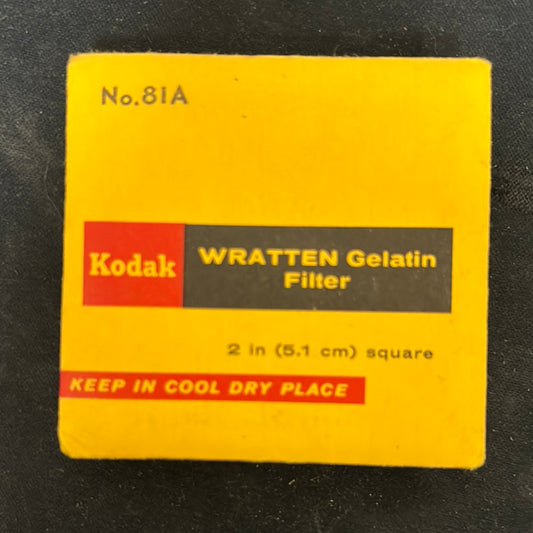 No.81A
Kodak
WRATTEN Gelatin
Filter
2 in (5.1 cm) square
KEEP IN COOL DRY PLACE